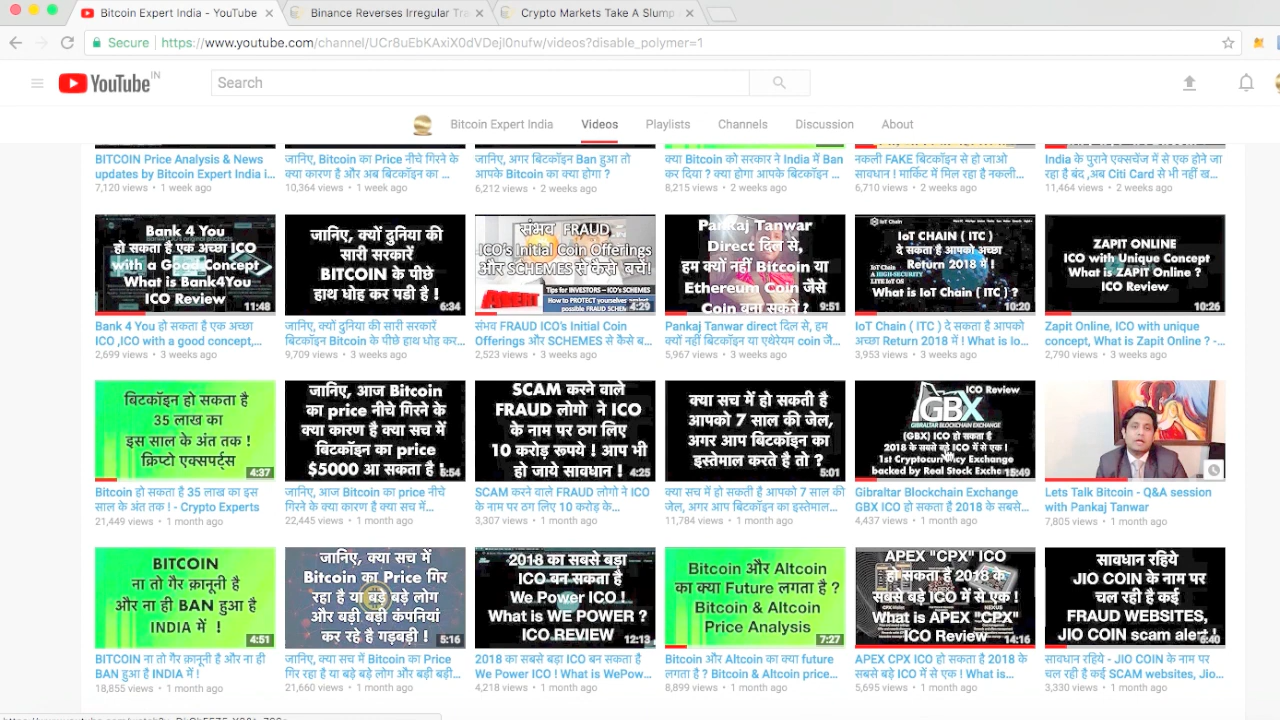 Bitcoin Expert India - YouTube
Binance Reverses Irregular Tra
Crypto Markets Take A Slump
Secure https://www.youtube.com/channel/UCr8uEbKAxiX0dVDejl0nufw/videos?disable_polymer=1
YouTube IN
Search
Bitcoin Expert India Videos Playlists Channels Discussion About
BITCOIN Price Analysis & News
updates by Bitcoin Expert India i...
7,120 views • 1 week ago
जानिए, Bitcoin का Price नीचे गिरने के
क्या कारण है और अब बिटकॉइन का ...
10,364 views • 1 week ago
जानिए, अगर बिटकॉइन Ban हुआ तो
आपके Bitcoin का क्या होगा ?
6,212 views • 2 weeks ago
क्या Bitcoin को सरकार ने India में Ban
कर दिया ? क्या होगा आपके बिटकॉइन ...
8,215 views • 2 weeks ago
नकली FAKE बिटकॉइन से हो जाओ
सावधान ! मार्किट में मिल रहा है नकली...
6,710 views • 2 weeks ago
India के पुराने एक्सचेंज में से एक होने जा
रहा है बंद ,अब Citi Card से भी नहीं ख...
11,464 views • 2 weeks ago
Bank 4 You
हो सकता है एक अच्छा ICO
with a Good Concept
What is Bank4You
ICO Review
11:48
Bank 4 You हो सकता है एक अच्छा
ICO ,ICO with a good concept,...
2,699 views • 3 weeks ago
जानिए, क्यों दुनिया की
सारी सरकारें
BITCOIN के पीछे
हाथ धोह कर पडी है !
6:34
जानिए, क्यों दुनिया की सारी सरकारें
बिटकॉइन Bitcoin के पीछे हाथ धोह कर...
9,709 views • 3 weeks ago
संभव FRAUD
ICO's Initial Coin Offerings
और SCHEMES से कैसे बचें!
Tips for INVESTORS – ICO's SCHEMES
ALERT
How to PROTECT yourselves
4:29
संभव FRAUD ICO's Initial Coin
Offerings और SCHEMES से कैसे ब...
2,523 views • 3 weeks ago
Pankaj Tanwar
Direct दिल से,
हम क्यों नहीं Bitcoin या
Ethereum Coin जैसे
Coin बना सकते ?
9:51
Pankaj Tanwar direct दिल से, हम
क्यों नहीं बिटकॉइन या एथेरेयम coin जै...
5,967 views • 3 weeks ago
IoT Chain
IoT CHAIN ( ITC )
दे सकता है आपको अच्छा
Return 2018 में !
IoT Chain
A HIGH-SECURITY
LITE IoT OS
What is IoT Chain ( ITC ) ?
10:20
IoT Chain ( ITC ) दे सकता है आपको
अच्छा Return 2018 में ! What is Io...
3,953 views • 3 weeks ago
ZAPIT ONLINE
ICO with Unique Concept
What is ZAPIT Online ?
ICO Review
10:26
Zapit Online, ICO with unique
concept, What is Zapit Online ? -...
2,790 views • 3 weeks ago
बिटकॉइन हो सकता है
35 लाख का
इस साल के अंत तक !
क्रिप्टो एक्सपर्ट्स
4:37
Bitcoin हो सकता है 35 लाख का इस
साल के अंत तक ! - Crypto Experts
21,449 views • 1 month ago
जानिए, आज Bitcoin
का price नीचे गिरने के
क्या कारण है क्या सच में
बिटकाइन का price
$5000 आ सकता है !
5:54
जानिए, आज Bitcoin का price नीचे
गिरने के क्या कारण है क्या सच में...
22,445 views • 1 month ago
SCAM करने वाले
FRAUD लोगो ने ICO
के नाम पर ठग लिए
10 करोड़ रूपये ! आप भी
हो जाये सावधान !
4:25
SCAM करने वाले FRAUD लोगो ने ICO
के नाम पर ठग लिए 10 करोड़ के...
3,307 views • 1 month ago
क्या सच में हो सकती है
आपको 7 साल की जेल,
अगर आप बिटकॉइन का
इस्तेमाल करते है तो ?
5:01
क्या सच में हो सकती है आपको 7 साल की
जेल, अगर आप बिटकॉइन का इस्तेमाल...
11,784 views • 1 month ago
ICO Review
GBX
GIBRALTAR BLOCKCHAIN EXCHANGE
(GBX) ICO हो सकता है
2018 के सबसे बड़े ICO में से एक !
1st Cryptocurrency Exchange
backed by Real Stock Exch
15:49
Gibraltar Blockchain Exchange
GBX ICO हो सकता है 2018 के सबसे...
4,437 views • 1 month ago
Lets Talk Bitcoin - Q&A session
with Pankaj Tanwar
7,805 views • 1 month ago
BITCOIN
ना तो गैर क़ानूनी है
और ना ही BAN हुआ है
INDIA में !
4:51
BITCOIN ना तो गैर क़ानूनी है और ना ही
BAN हुआ है INDIA में !
18,855 views • 1 month ago
जानिए, क्या सच में
Bitcoin का Price गिर
रहा है या बड़े बड़े लोग
और बड़ी बड़ी कंपनियां
कर रहे है गड़बड़ी !
5:16
जानिए, क्या सच में Bitcoin का Price
गिर रहा है या बड़े बड़े लोग और बड़ी बड़ी...
21,660 views • 1 month ago
2018 का सबसे बड़ा
ICO बन सकता है
We Power ICO !
What is WE POWER ?
ICO REVIEW
12:13
2018 का सबसे बड़ा ICO बन सकता है
We Power ICO ! What is WePow...
4,218 views • 1 month ago
Bitcoin और Altcoin
का क्या Future लगता है ?
Bitcoin & Altcoin
Price Analysis
7:27
Bitcoin और Altcoin का क्या future
लगता है ? Bitcoin & Altcoin price...
8,899 views • 1 month ago
APEX "CPX" ICO
हो सकता है 2018 के
सबसे बड़े ICO में से एक !
What is APEX "CPX"
ICO Review
14:16
APEX CPX ICO हो सकता है 2018 के
सबसे बड़े ICO में से एक ! What is...
5,695 views • 1 month ago
सावधान रहिये
JIO COIN के नाम पर
चल रही है कई
FRAUD WEBSITES,
JIO COIN scam alert !
6:40
सावधान रहिये - JIO COIN के नाम पर
चल रही है कई SCAM websites, Jio...
3,330 views • 1 month ago